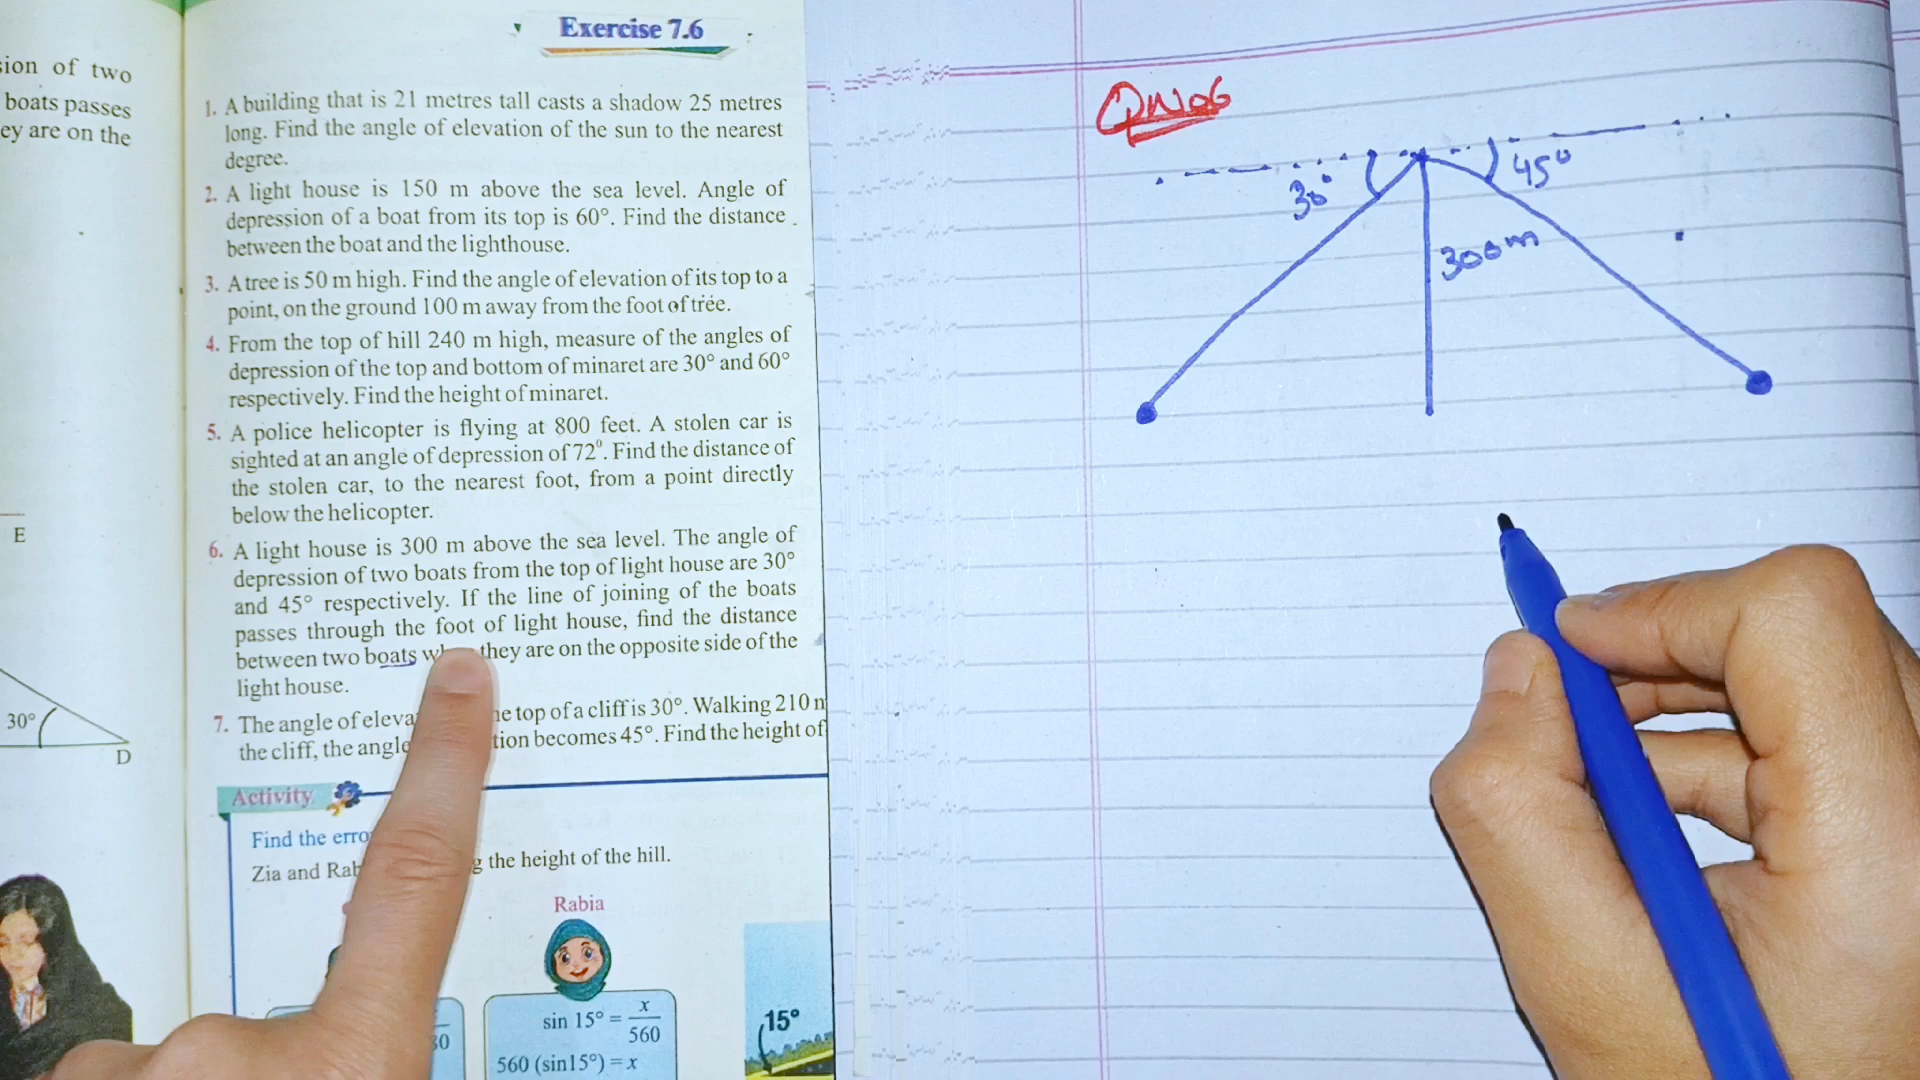 sion of two
boats passes
ey are on the
E
30°
D
Exercise 7.6
1. A building that is 21 metres tall casts a shadow 25 metres
long. Find the angle of elevation of the sun to the nearest
degree.
2. A light house is 150 m above the sea level. Angle of
depression of a boat from its top is 60°. Find the distance
between the boat and the lighthouse.
3. A tree is 50 m high. Find the angle of elevation of its top to a
point, on the ground 100 m away from the foot of tree.
4. From the top of hill 240 m high, measure of the angles of
depression of the top and bottom of minaret are 30° and 60°
respectively. Find the height of minaret.
5. A police helicopter is flying at 800 feet. A stolen car is
sighted at an angle of depression of 72⁰. Find the distance of
the stolen car, to the nearest foot, from a point directly
below the helicopter.
6. A light house is 300 m above the sea level. The angle of
depression of two boats from the top of light house are 30°
and 45° respectively. If the line of joining of the boats
passes through the foot of light house, find the distance
between two boats they are on the opposite side of the
light house.
7. The angle of eleva he top of a cliff is 30°. Walking 210 m
the cliff, the angle tion becomes 45°. Find the height of
Activity
Find the erro
Zia and Rab g the height of the hill.
Rabia
sin 15° = x/560
560 (sin15°) = x
15°
QNo6
30°
45°
300m